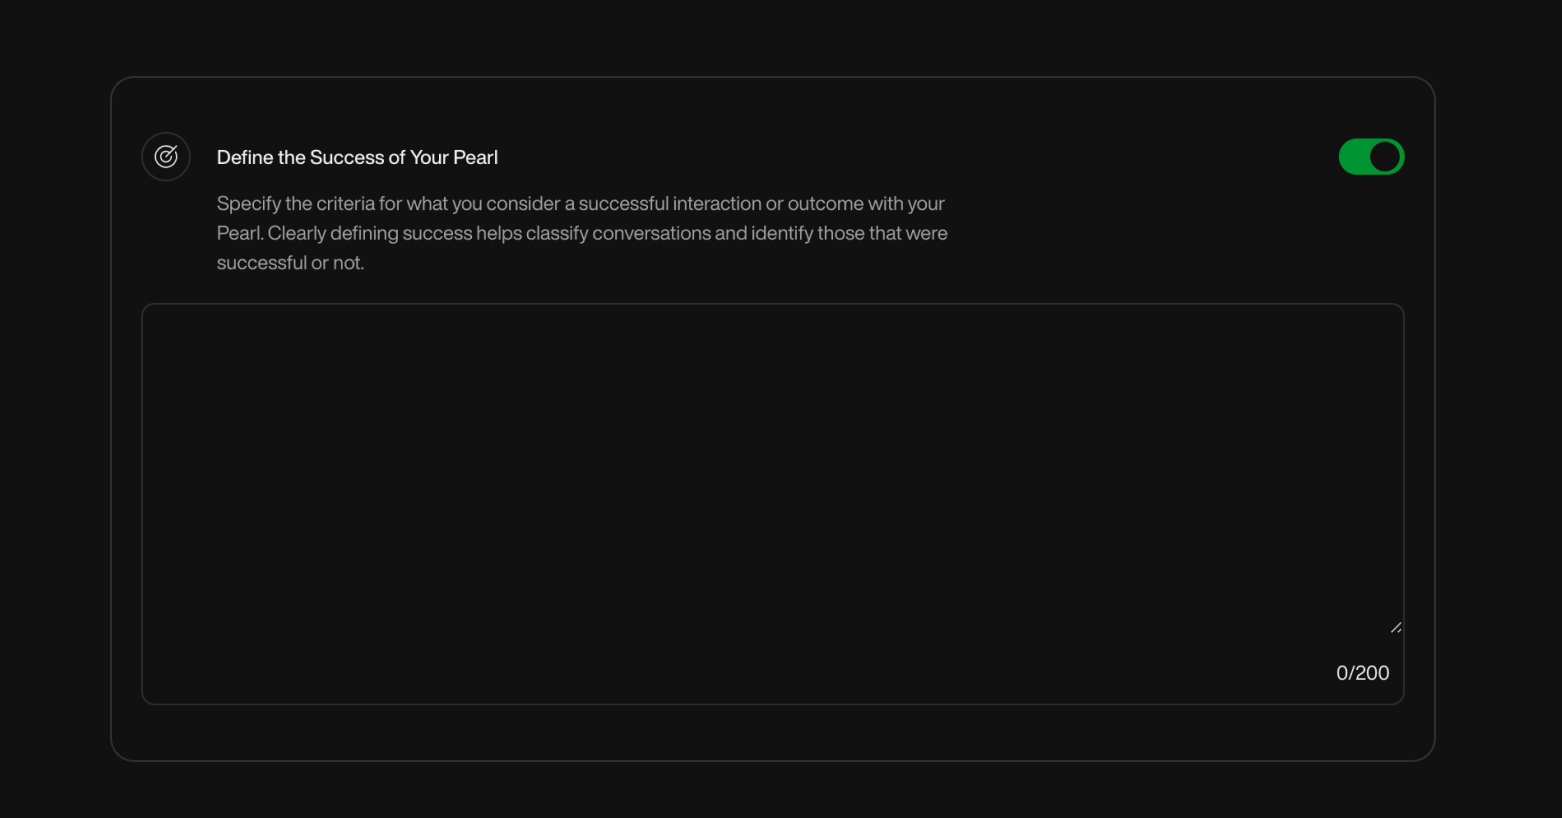 Define the Success of Your Pearl
Specify the criteria for what you consider a successful interaction or outcome with your
Pearl. Clearly defining success helps classify conversations and identify those that were
successful or not.
0/200